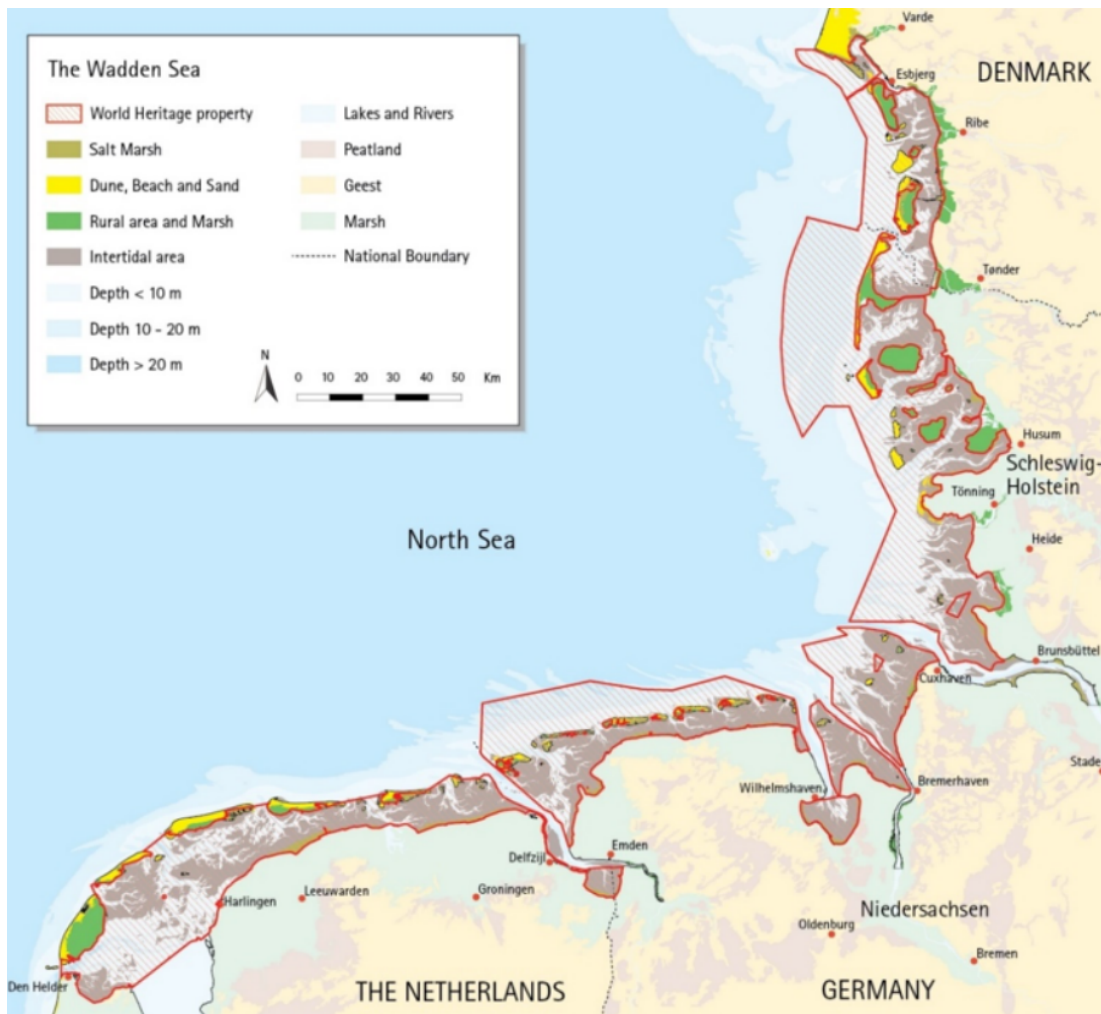 The Wadden Sea
World Heritage property
Salt Marsh
Dune, Beach and Sand
Rural area and Marsh
Intertidal area
Depth < 10 m
Depth 10 - 20 m
Depth > 20 m
Lakes and Rivers
Peatland
Geest
Marsh
National Boundary
N
0 10 20 30 40 50 Km
Varde
DENMARK
Esbjerg
Ribe
Tønder
Husum
Schleswig-
Holstein
Tönning
Heide
North Sea
Brunsbüttel
Cuxhaven
Stade
Wilhelmshaven
Bremerhaven
Emden
Delfzijl
Groningen
Leeuwarden
Harlingen
Niedersachsen
Oldenburg
Bremen
Den Helder
THE NETHERLANDS
GERMANY